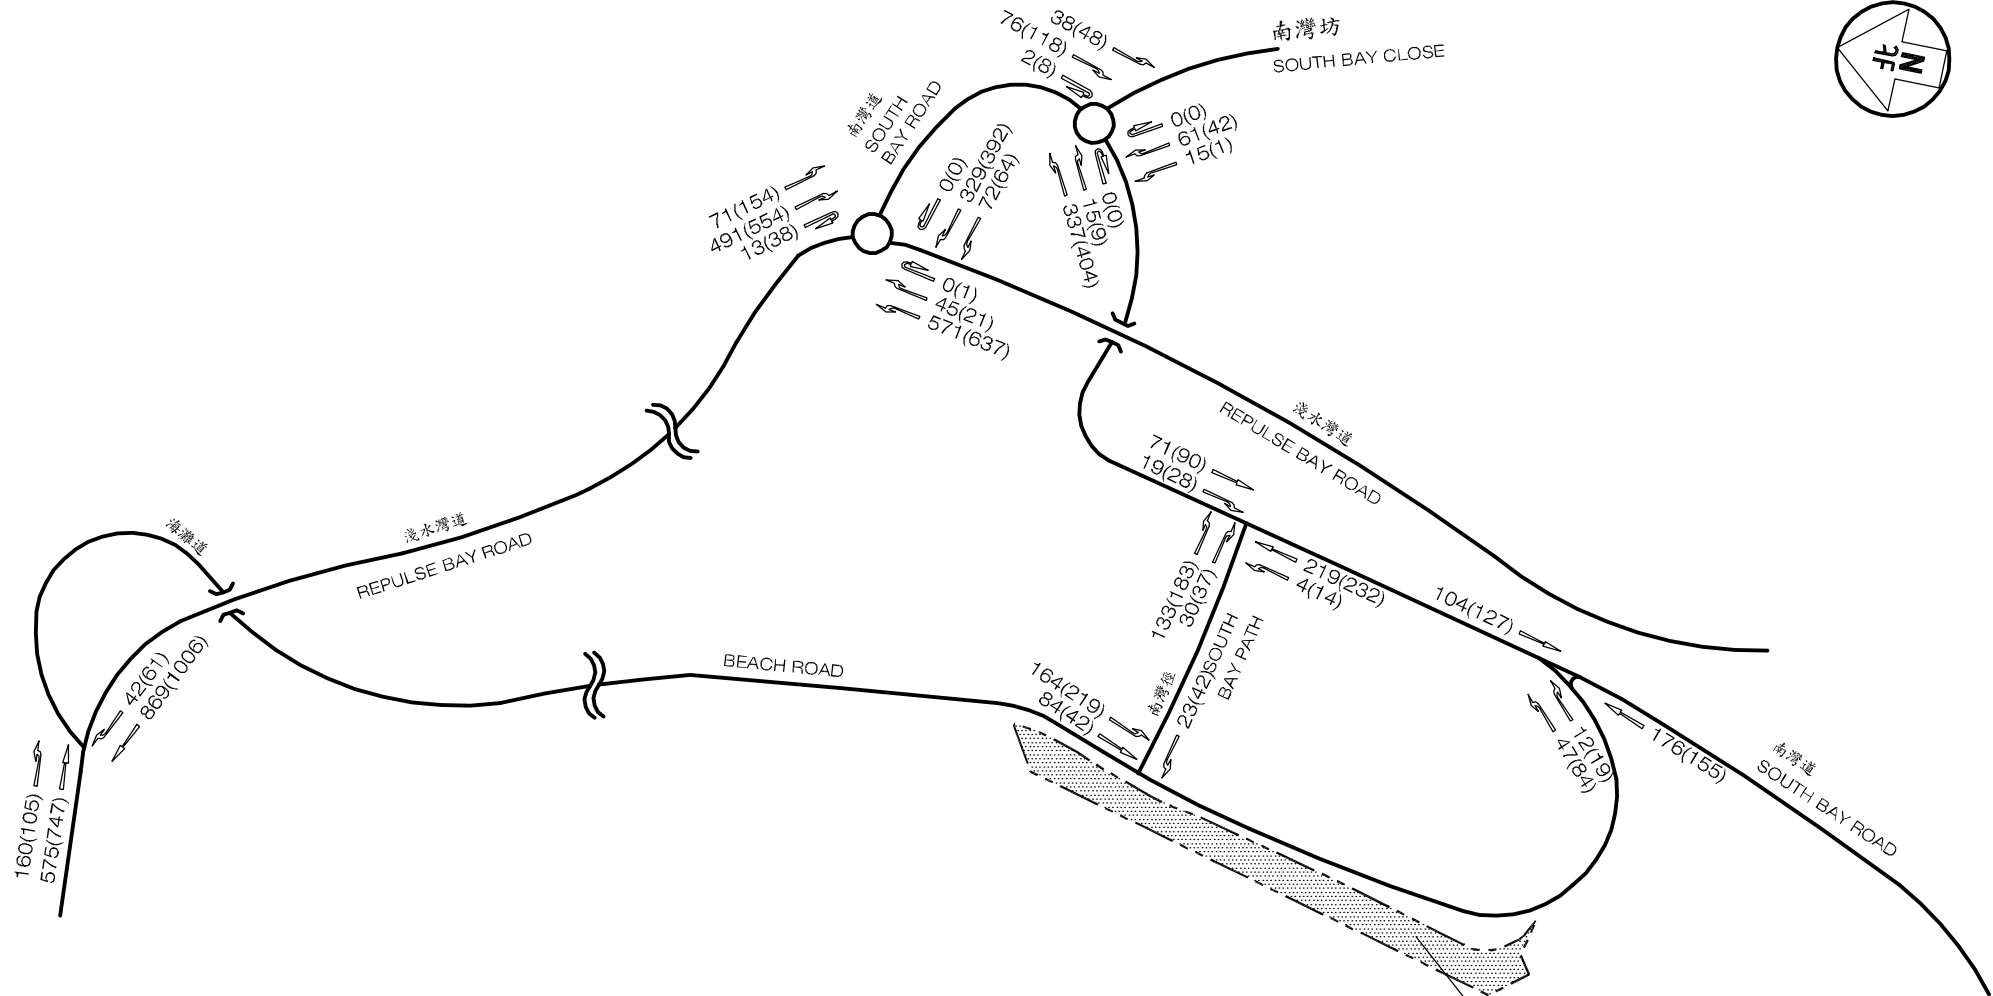 38(48)
76(118)
2(8)
南灣坊
SOUTH BAY CLOSE
北
N
南灣道
SOUTH
BAY ROAD
0(0)
61(42)
15(1)
0(0)
329(392)
72(64)
0(0)
15(9)
337(404)
71(154)
491(554)
13(38)
0(1)
45(21)
571(637)
淺水灣道
REPULSE BAY ROAD
71(90)
19(28)
海灘道
淺水灣道
REPULSE BAY ROAD
133(183)
30(37)
219(232)
4(14)
104(127)
42(61)
869(1006)
BEACH ROAD
164(219)
84(42)
南灣徑
SOUTH
BAY PATH
23(42)
12(19)
47(84)
176(155)
南灣道
SOUTH BAY ROAD
160(105)
575(747)